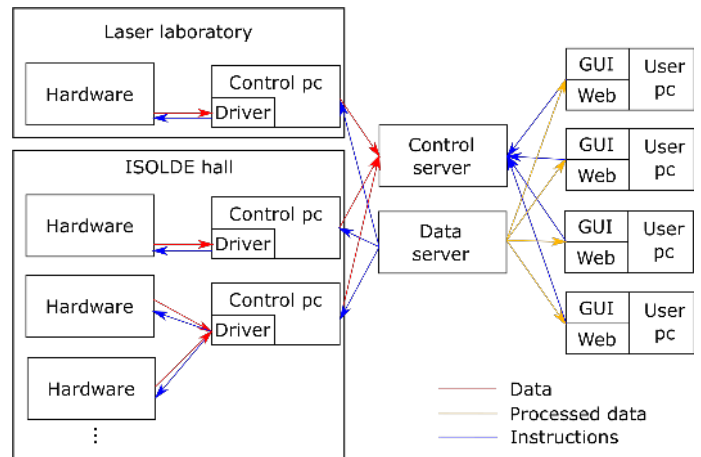 Laser laboratory
Hardware
Control pc
Driver
ISOLDE hall
Hardware
Control pc
Driver
Hardware
Control pc
Driver
Hardware
⋮
Control
server
Data
server
GUI
Web
User
pc
GUI
Web
User
pc
GUI
Web
User
pc
GUI
Web
User
pc
Data
Processed data
Instructions